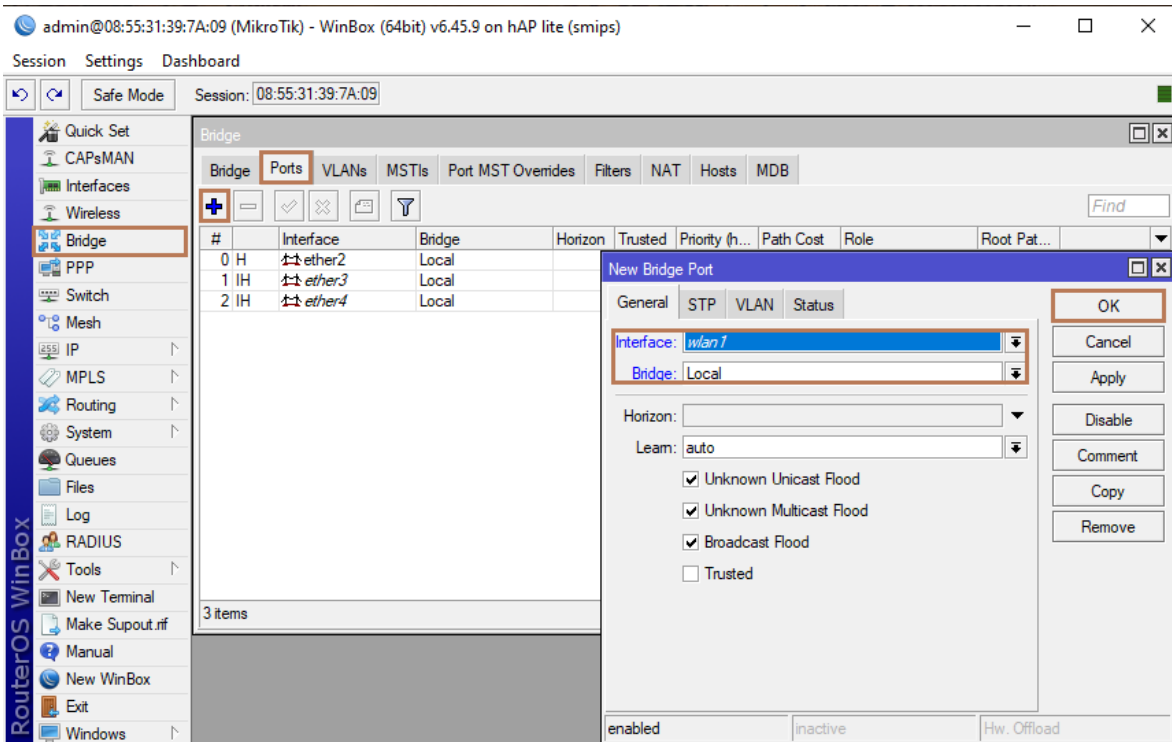 admin@08:55:31:39:7A:09 (MikroTik) - WinBox (64bit) v6.45.9 on hAP lite (smips)
Session Settings Dashboard
Safe Mode Session: 08:55:31:39:7A:09
Quick Set
CAPsMAN
Interfaces
Wireless
Bridge
PPP
Switch
Mesh
255 IP
MPLS
Routing
System
Queues
Files
Log
RADIUS
Tools
New Terminal
Make Supout.rif
Manual
New WinBox
Exit
Windows
RouterOS WinBox
Bridge
Bridge Ports VLANs MSTIs Port MST Overrides Filters NAT Hosts MDB
Find
# Interface Bridge Horizon Trusted Priority (h... Path Cost Role Root Pat...
0 H ether2 Local
1 IH ether3 Local
2 IH ether4 Local
3 items
New Bridge Port
General STP VLAN Status
Interface: wlan1
Bridge: Local
Horizon:
Learn: auto
Unknown Unicast Flood
Unknown Multicast Flood
Broadcast Flood
Trusted
OK
Cancel
Apply
Disable
Comment
Copy
Remove
enabled inactive Hw. Offload